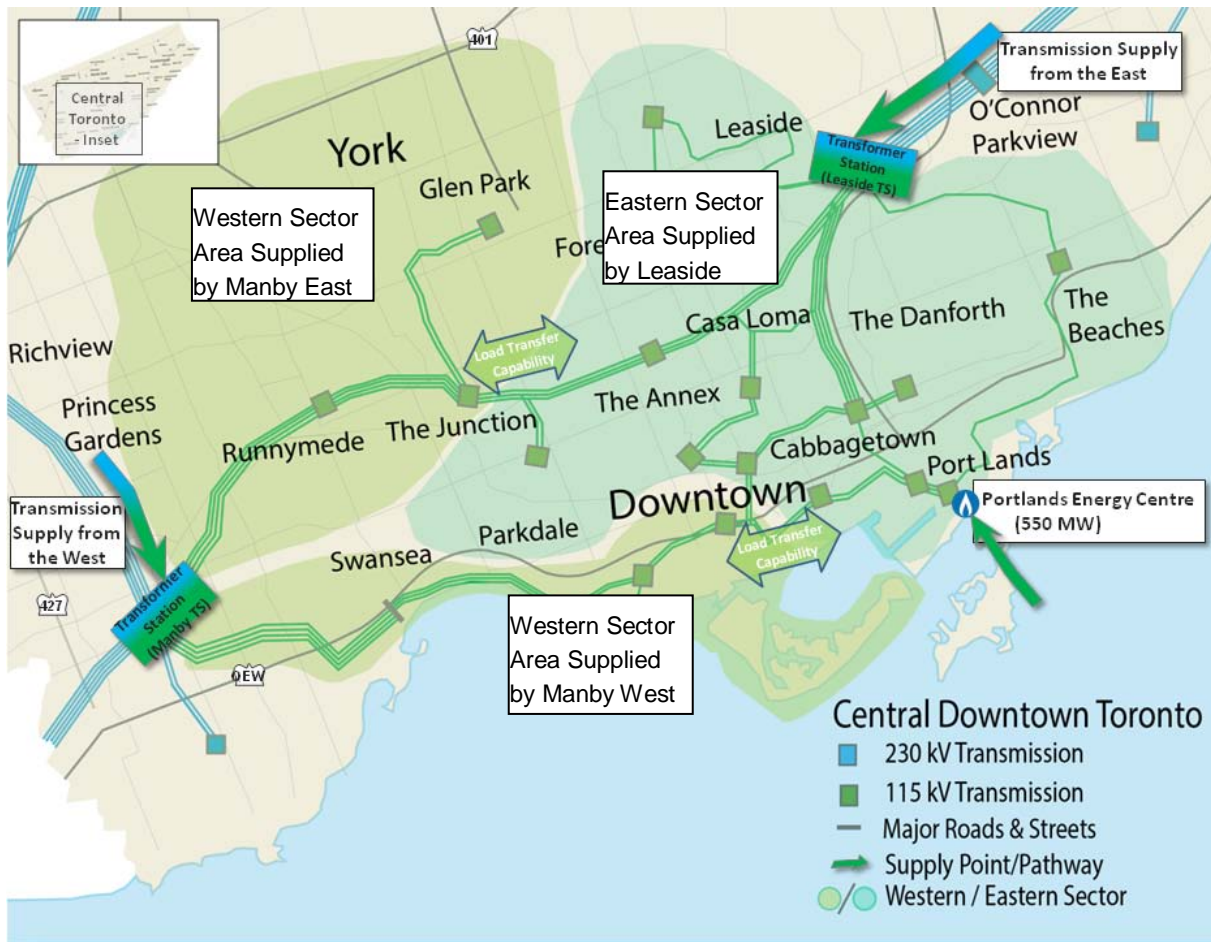 401
Transmission Supply
from the East
Central
Toronto
- Inset
O'Connor
Parkview
Leaside
York
Transformer
Station
(Leaside TS)
Glen Park
Western Sector
Area Supplied
by Manby East
Eastern Sector
Area Supplied
by Leaside
Fore
The
Beaches
Casa Loma
The Danforth
Load Transfer
Capability
Richview
Princess
Gardens
The Annex
The Junction
Runnymede
Cabbagetown
Port Lands
Downtown
Portlands Energy Centre
(550 MW)
Transmission
Supply from
the West
Parkdale
Swansea
Load Transfer
Capability
427
Transformer
Station
(Manby TS)
QEW
Western Sector
Area Supplied
by Manby West
Central Downtown Toronto
230 kV Transmission
115 kV Transmission
Major Roads & Streets
Supply Point/Pathway
Western / Eastern Sector